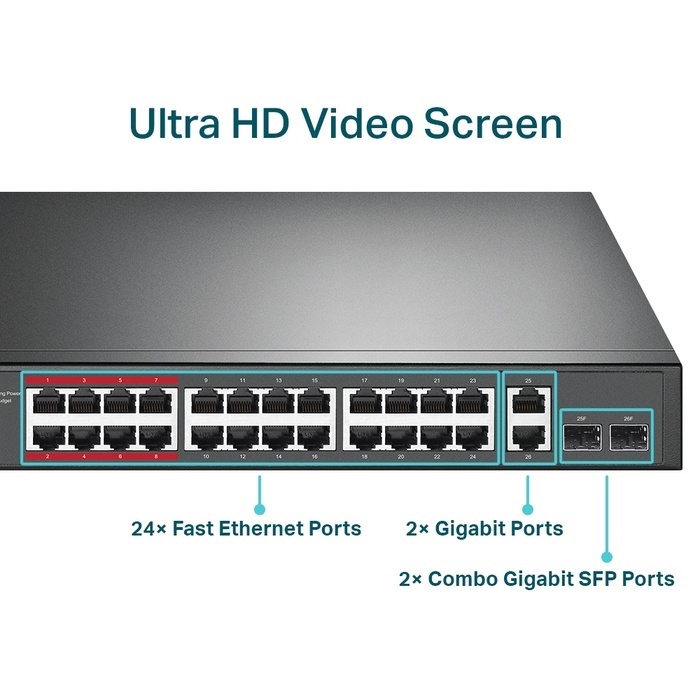 Ultra HD Video Screen
1 3 5 7 9 11 13 15 17 19 21 23 25
25F 26F
2 4 6 8 10 12 14 16 18 20 22 24 26
24× Fast Ethernet Ports
2× Gigabit Ports
2× Combo Gigabit SFP Ports